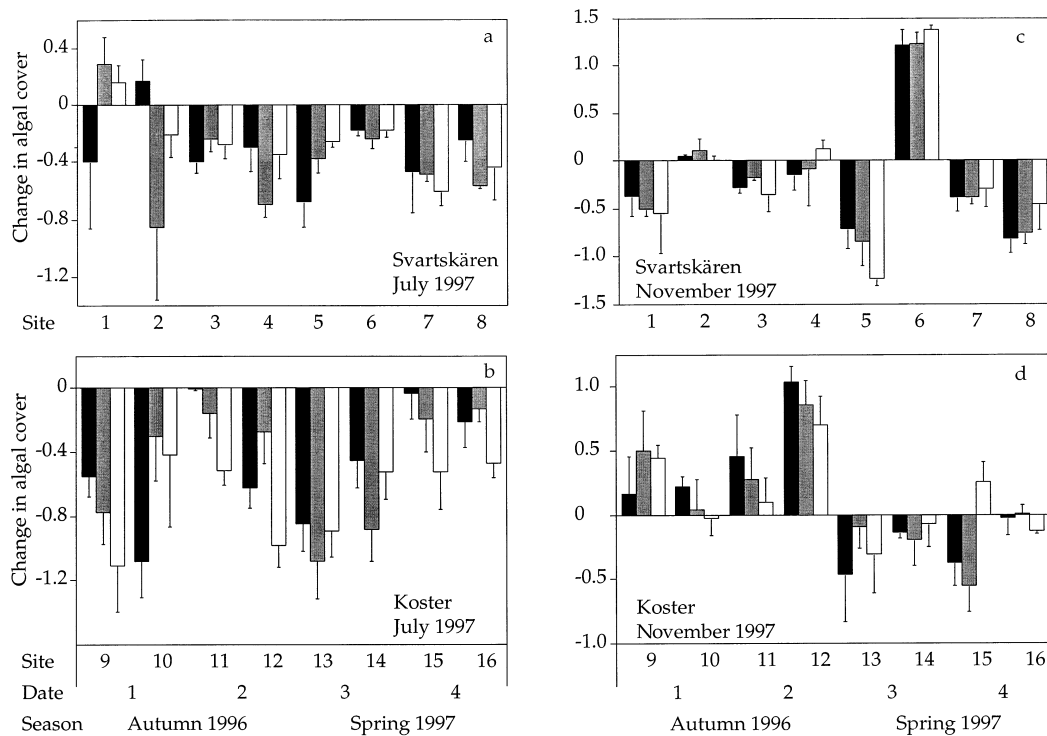 a
Change in algal cover
0.4
0
-0.4
-0.8
-1.2
Svartskären
July 1997
Site 1 2 3 4 5 6 7 8
c
1.5
1.0
0.5
0
-0.5
-1.0
-1.5
Svartskären
November 1997
1 2 3 4 5 6 7 8
b
Change in algal cover
0
-0.4
-0.8
-1.2
Koster
July 1997
Site 9 10 11 12 13 14 15 16
Date 1 2 3 4
Season Autumn 1996 Spring 1997
d
1.0
0.5
0
-0.5
-1.0
Koster
November 1997
9 10 11 12 13 14 15 16
1 2 3 4
Autumn 1996 Spring 1997